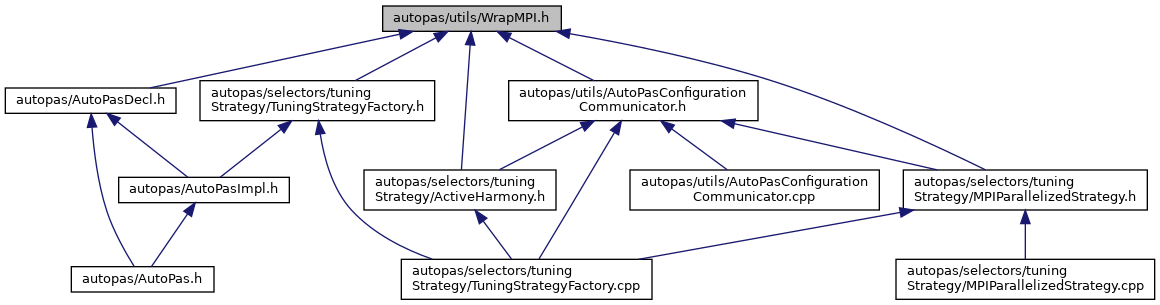 autopas/utils/WrapMPI.h
autopas/AutoPasDecl.h
autopas/selectors/tuning
Strategy/TuningStrategyFactory.h
autopas/utils/AutoPasConfiguration
Communicator.h
autopas/AutoPasImpl.h
autopas/selectors/tuning
Strategy/ActiveHarmony.h
autopas/utils/AutoPasConfiguration
Communicator.cpp
autopas/selectors/tuning
Strategy/MPIParallelizedStrategy.h
autopas/AutoPas.h
autopas/selectors/tuning
Strategy/TuningStrategyFactory.cpp
autopas/selectors/tuning
Strategy/MPIParallelizedStrategy.cpp